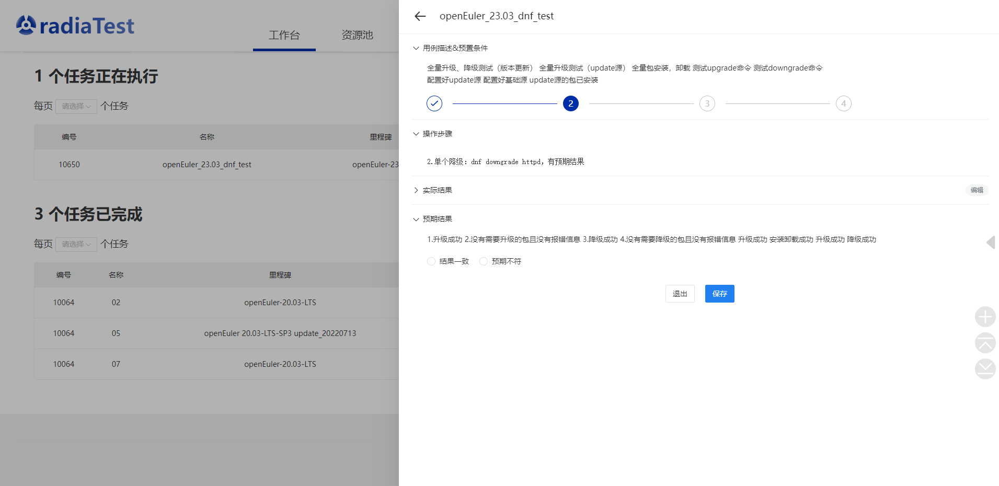 radiaTest
工作台
资源池
1 个任务正在执行
每页 请选择 个任务
编号 名称 里程碑
10650 openEuler_23.03_dnf_test openEuler-23
3 个任务已完成
每页 请选择 个任务
编号 名称 里程碑
10064 02 openEuler-20.03-LTS
10064 05 openEuler 20.03-LTS-SP3 update_20220713
10064 07 openEuler-20.03-LTS
openEuler_23.03_dnf_test
用例描述&预置条件
全量升级、降级测试（版本更新） 全量升级测试（update源） 全量包安装，卸载 测试upgrade命令 测试downgrade命令
配置好update源 配置好基础源 update源的包已安装
2 3 4
操作步骤
2.单个降级：dnf downgrade httpd，有预期结果
实际结果 编辑
预期结果
1.升级成功 2.没有需要升级的包且没有报错信息 3.降级成功 4.没有需要降级的包且没有报错信息 升级成功 安装卸载成功 升级成功 降级成功
结果一致 预期不符
退出 保存